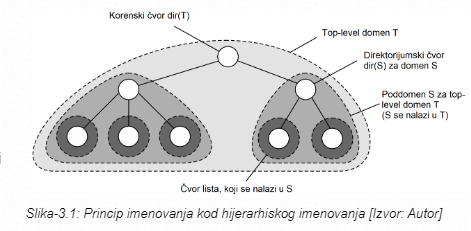 Korenski čvor dir(T)
Top-level domen T
Direktorijumski čvor
dir(S) za domen S
Poddomen S za top-
level domen T
(S se nalazi u T)
Čvor lista, koji se nalazi u S
i
Slika-3.1: Princip imenovanja kod hijerarhiskog imenovanja [Izvor: Autor]